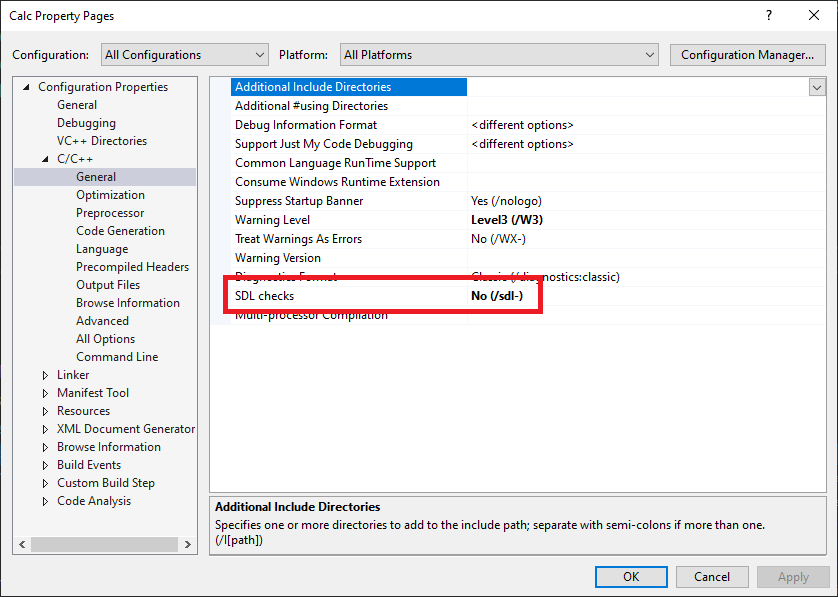 Calc Property Pages
?
Configuration: All Configurations Platform: All Platforms Configuration Manager...
Configuration Properties
General
Debugging
VC++ Directories
C/C++
General
Optimization
Preprocessor
Code Generation
Language
Precompiled Headers
Output Files
Browse Information
Advanced
All Options
Command Line
Linker
Manifest Tool
Resources
XML Document Generator
Browse Information
Build Events
Custom Build Step
Code Analysis
Additional Include Directories
Additional #using Directories
Debug Information Format <different options>
Support Just My Code Debugging <different options>
Common Language RunTime Support
Consume Windows Runtime Extension
Suppress Startup Banner Yes (/nologo)
Warning Level Level3 (/W3)
Treat Warnings As Errors No (/WX-)
Warning Version
Diagnostics Format Classic (/diagnostics:classic)
SDL checks No (/sdl-)
Multi-processor Compilation
Additional Include Directories
Specifies one or more directories to add to the include path; separate with semi-colons if more than one.
(/I[path])
OK Cancel Apply